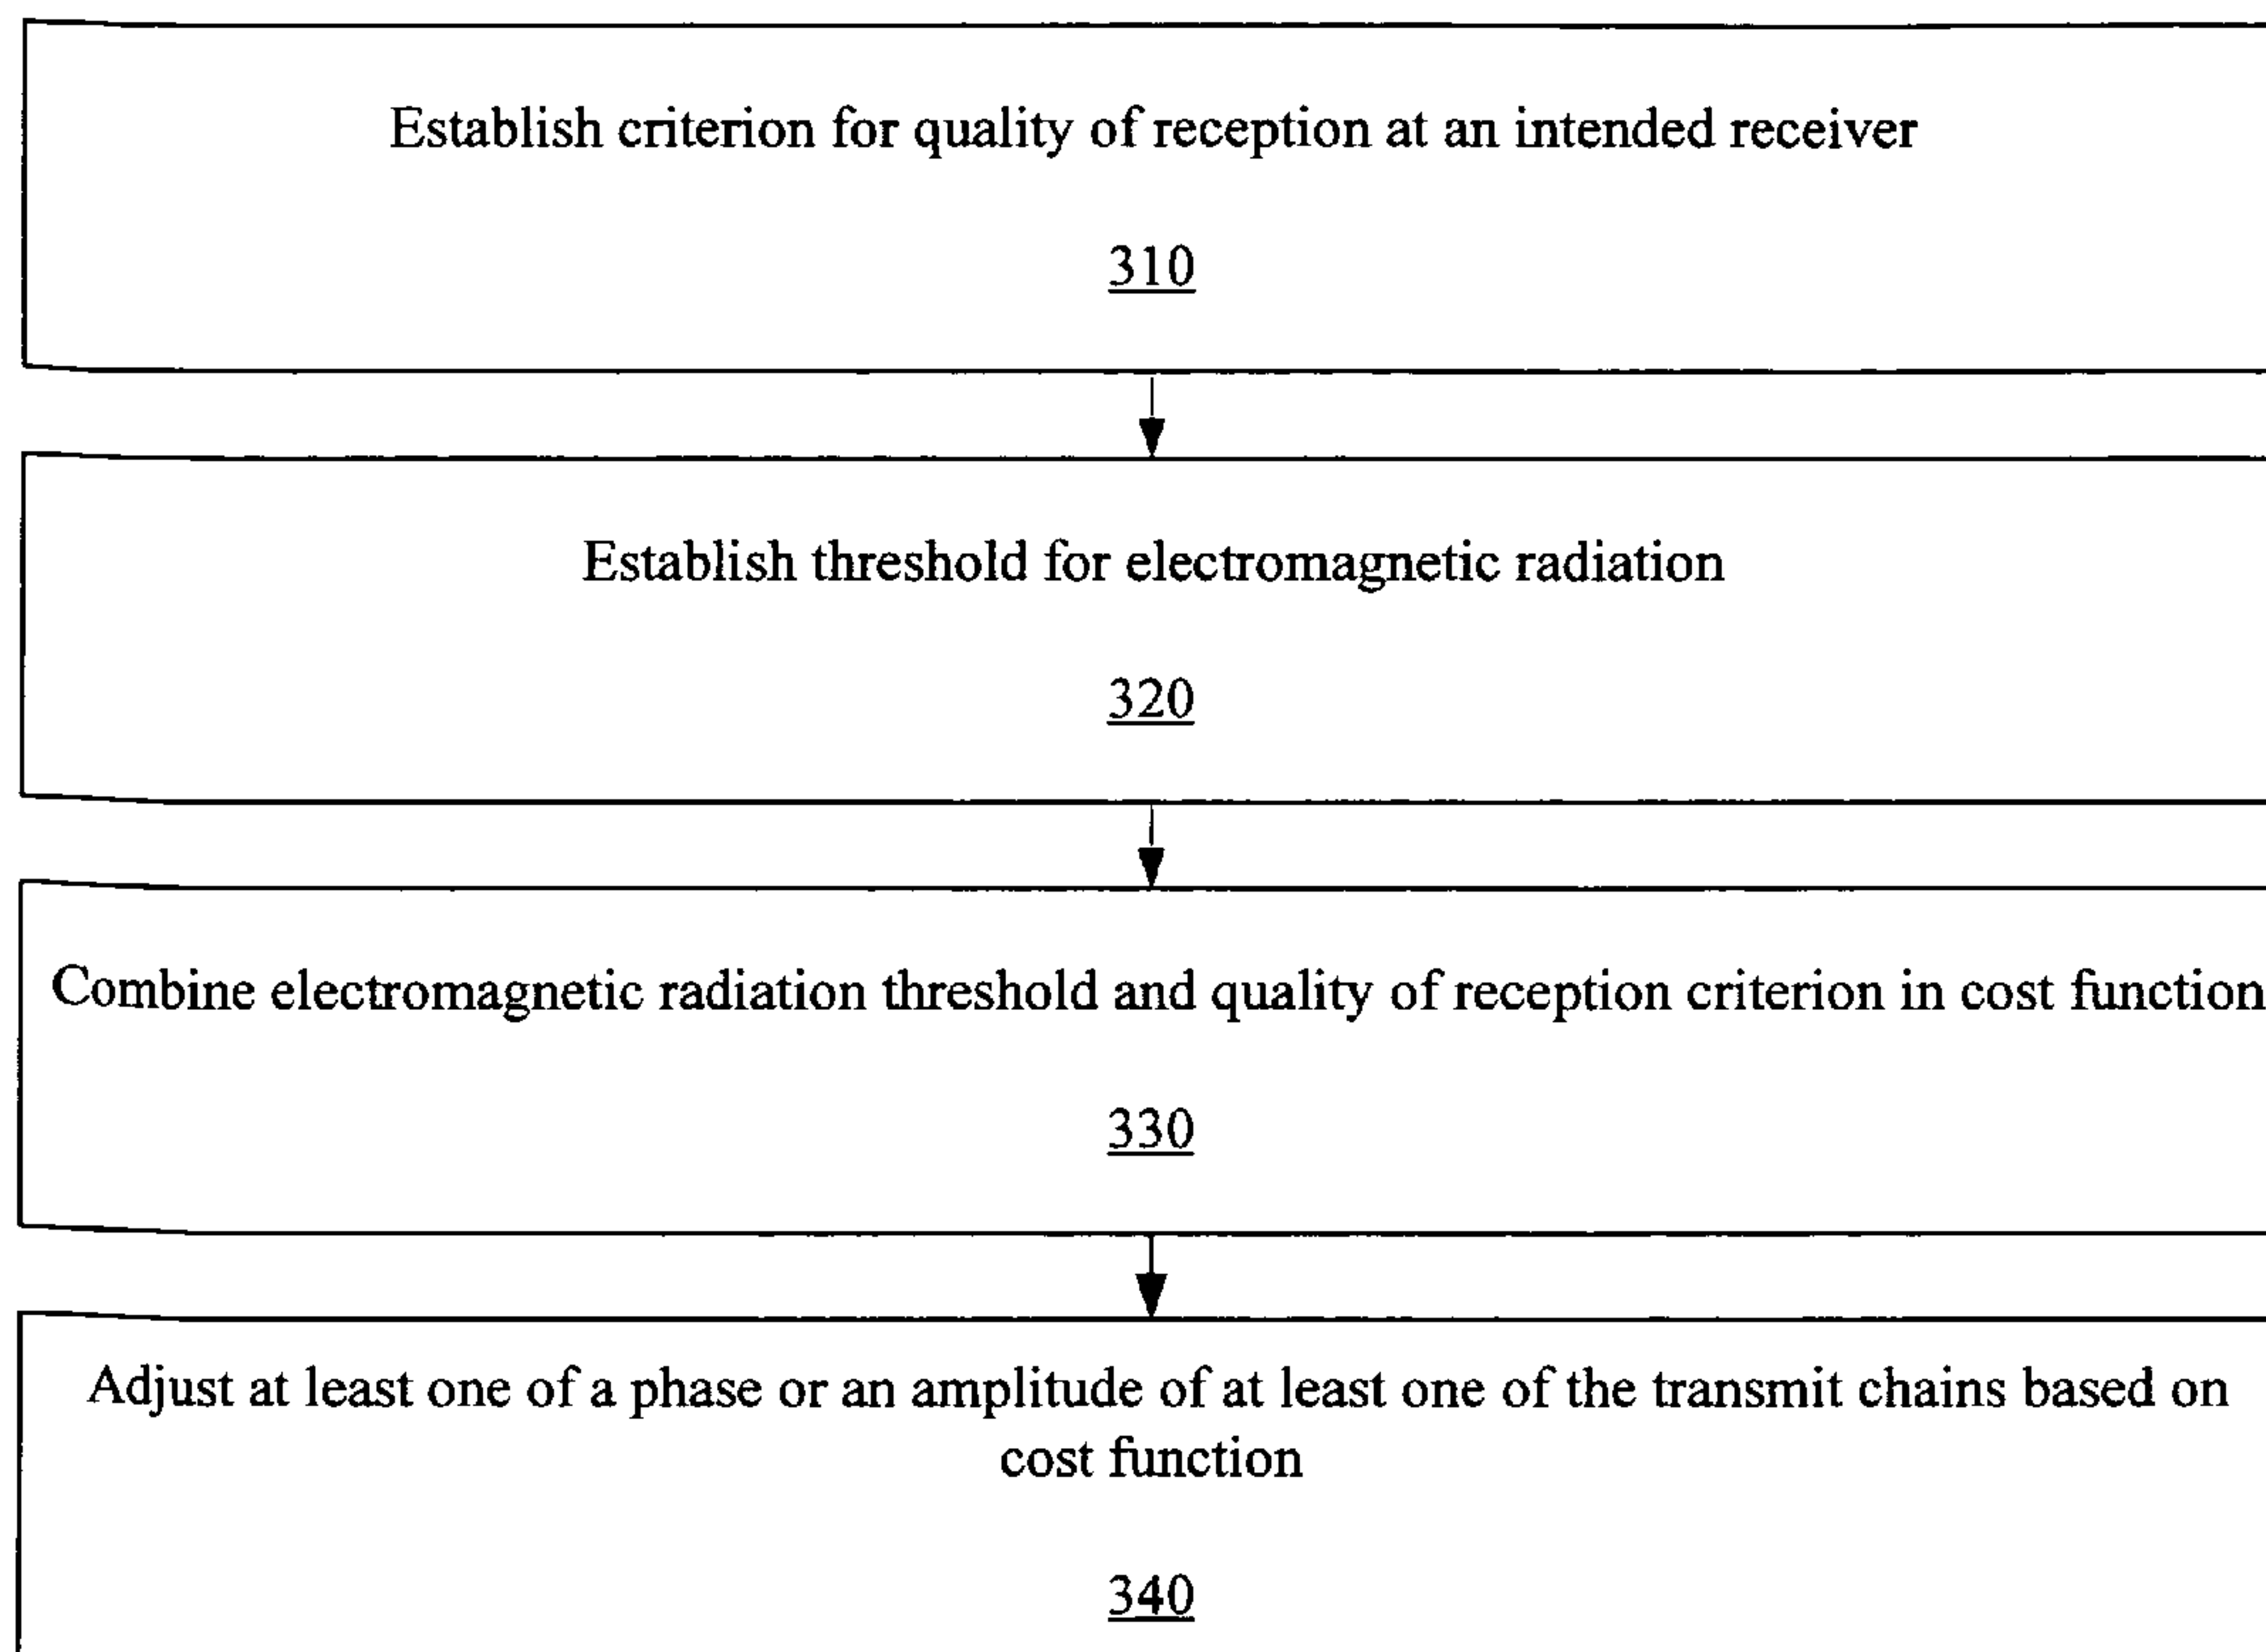 Establish criterion for quality of reception at an intended receiver
310
Establish threshold for electromagnetic radiation
320
Combine electromagnetic radiation threshold and quality of reception criterion in cost function
330
Adjust at least one of a phase or an amplitude of at least one of the transmit chains based on
cost function
340